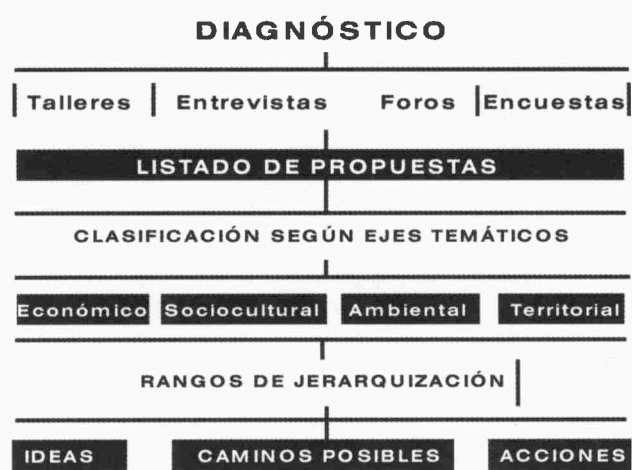 DIAGNÓSTICO
Talleres Entrevistas Foros Encuestas
LISTADO DE PROPUESTAS
CLASIFICACIÓN SEGÚN EJES TEMÁTICOS
Económico Sociocultural Ambiental Territorial
RANGOS DE JERARQUIZACIÓN
IDEAS CAMINOS POSIBLES ACCIONES